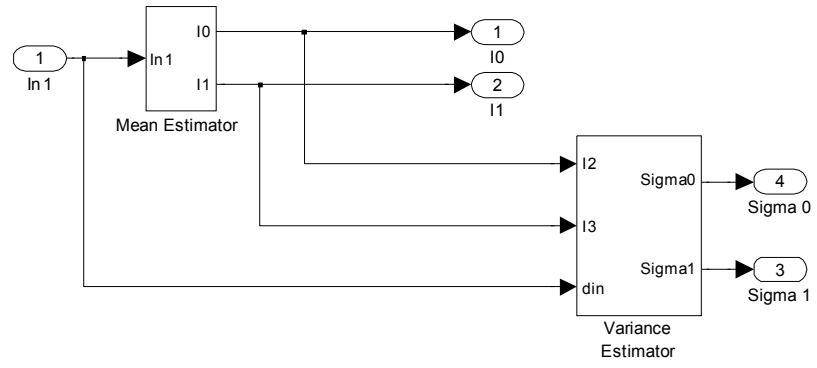 1
In 1
In 1
I0
I1
Mean Estimator
1
I0
2
I1
I2
I3
din
Sigma0
Sigma1
Variance
Estimator
4
Sigma 0
3
Sigma 1